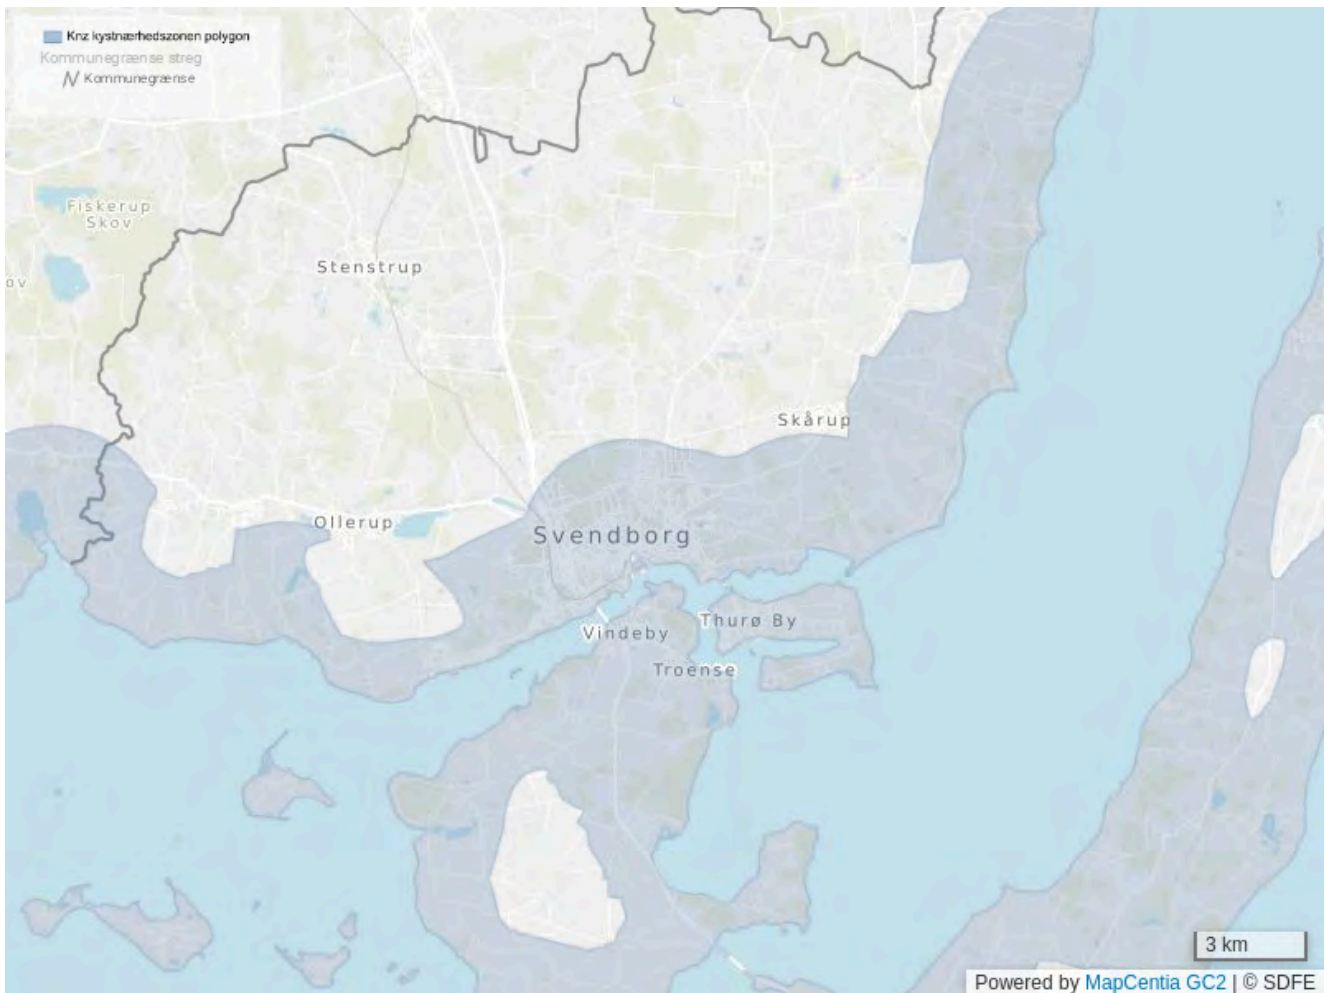 Knz kystnærhedszonen polygon
Kommunegrænse streg
Kommunegrænse
Fiskerup
Skov
ov
Stenstrup
Skårup
Ollerup
Svendborg
Thurø By
Vindeby
Troense
3 km
Powered by MapCentia GC2 | © SDFE